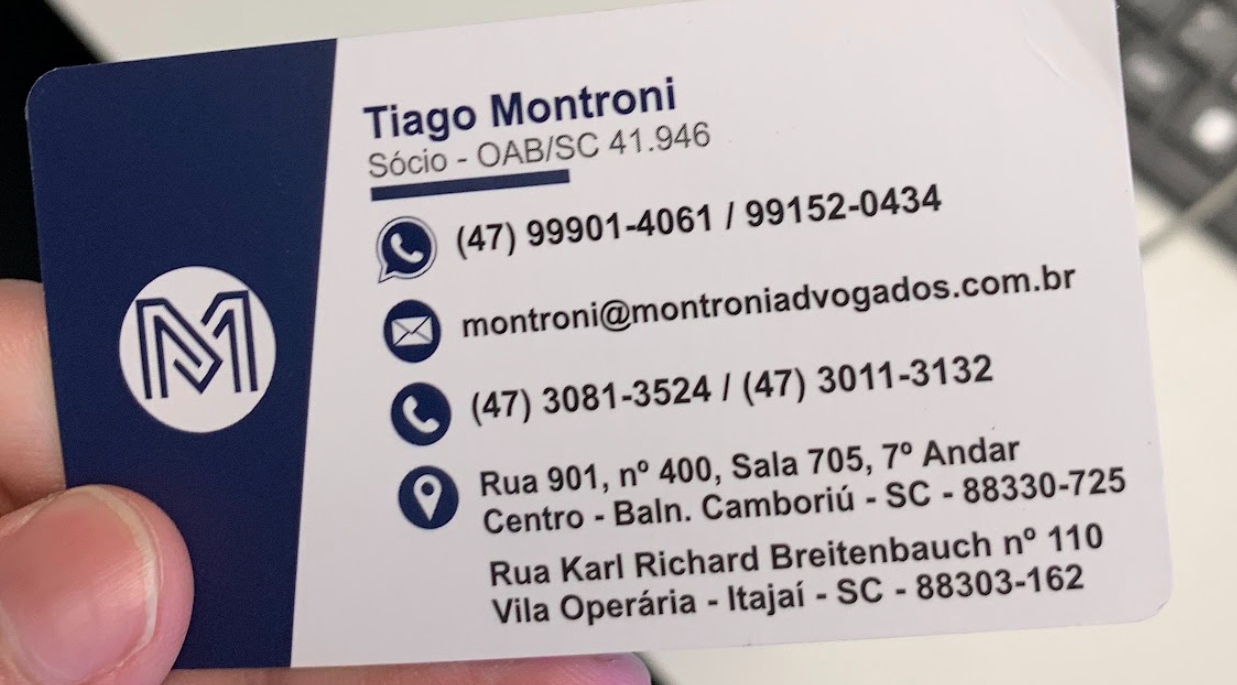 Tiago Montroni
Sócio - OAB/SC 41.946
(47) 99901-4061 / 99152-0434
montroni@montroniadvogados.com.br
(47) 3081-3524 / (47) 3011-3132
Rua 901, nº 400, Sala 705, 7º Andar
Centro - Baln. Camboriú - SC - 88330-725
Rua Karl Richard Breitenbauch nº 110
Vila Operária - Itajaí - SC - 88303-162